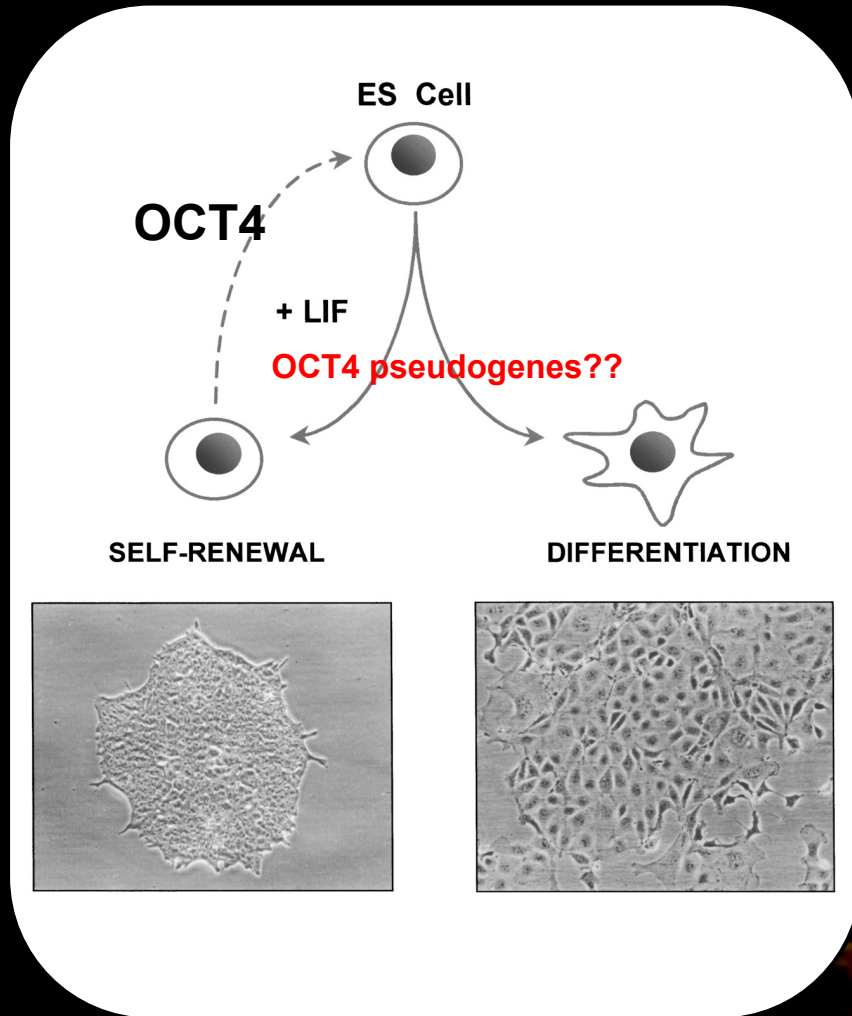 ES Cell
OCT4
+ LIF
OCT4 pseudogenes??
SELF-RENEWAL
DIFFERENTIATION